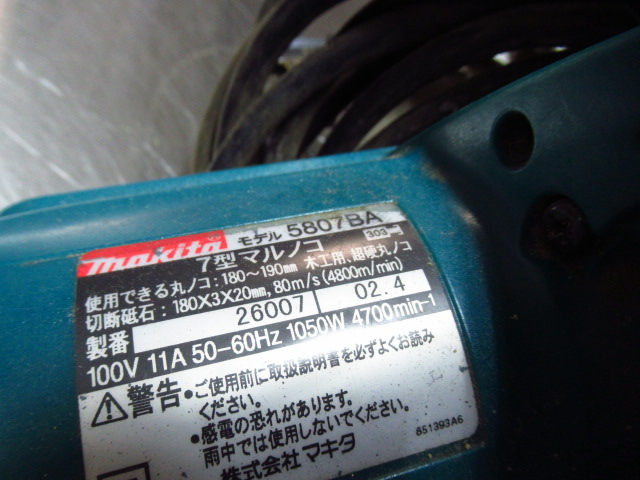 makita モデル 5807BA
7型マルノコ 303
使用できる丸ノコ:180~190mm 木工用,超硬丸ノコ
切断砥石:180X3X20mm, 80m/s(4800m/min)
製番 26007 02.4
100V 11A 50-60Hz 1050W 4700min-1
⚠警告 •ご使用前に取扱説明書を必ずよくお読み
ください。
•感電の恐れがあります。
雨中では使用しないでください。
株式会社マキタ
851393A6